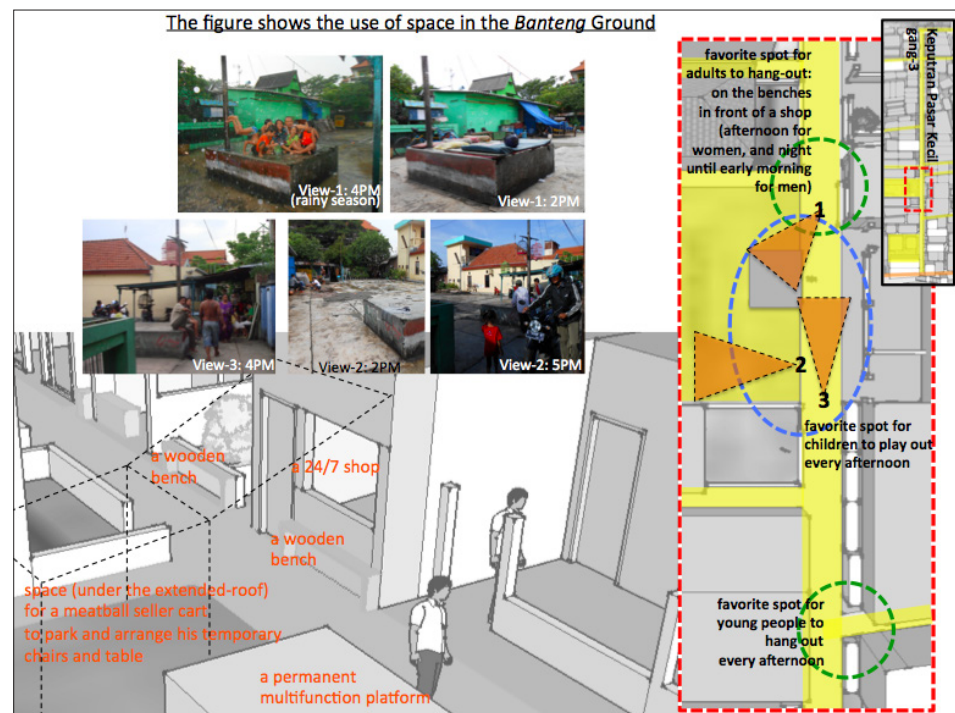 The figure shows the use of space in the Banteng Ground
View-1: 4PM
(rainy season)
View-1: 2PM
View-3: 4PM
View-2: 2PM
View-2: 5PM
a wooden
bench
a 24/7 shop
a wooden
bench
space (under the extended-roof)
for a meatball seller cart
to park and arrange his temporary
chairs and table
a permanent
multifunction platform
favorite spot for
adults to hang-out:
on the benches
in front of a shop
(afternoon for
women, and night
until early morning
for men)
Keputran Pasar Kecil
gang-3
1
2
3
favorite spot for
children to play out
every afternoon
favorite spot for
young people to
hang out
every afternoon